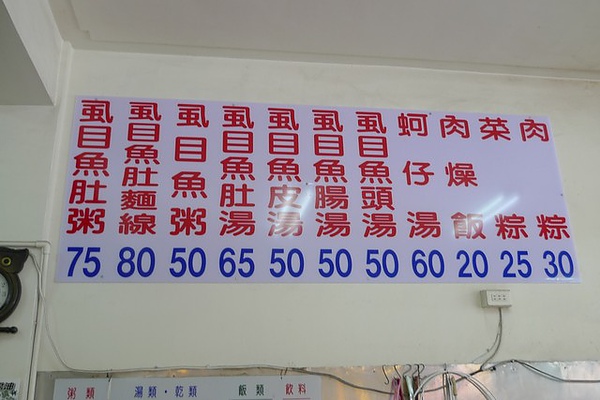 虱目魚肚粥 75
虱目魚肚麵線 80
虱目魚粥 50
虱目魚肚湯 65
虱目魚皮湯 50
虱目魚腸湯 50
虱目魚頭湯 50
蚵仔湯 60
肉燥飯 20
菜粽 25
肉粽 30
粥類 湯類·乾類 飯類 飲料